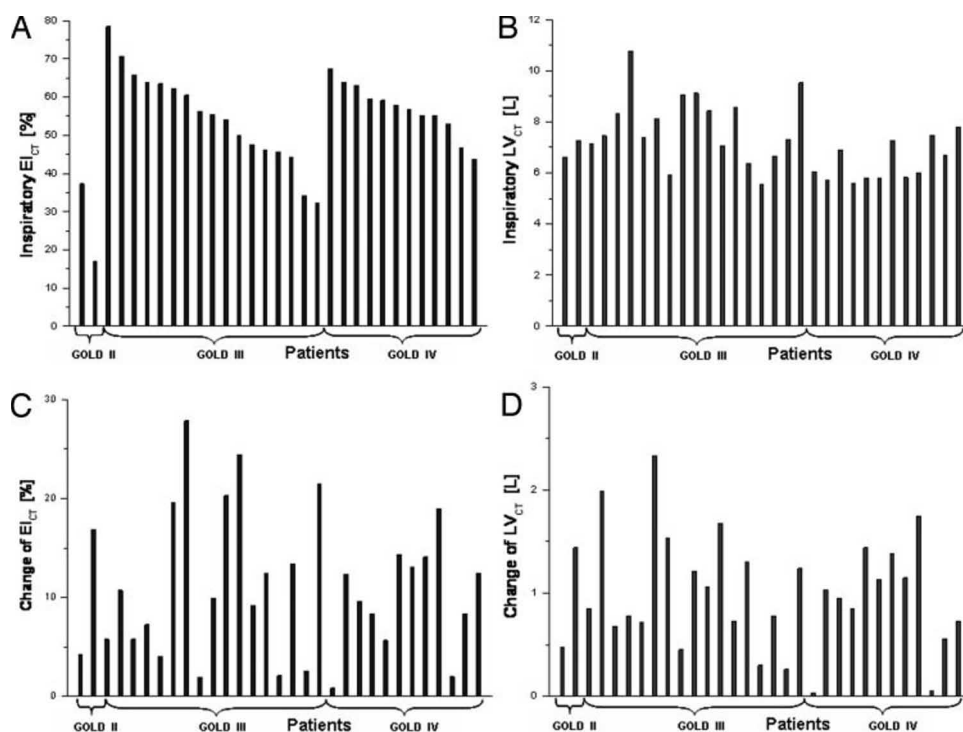 A
Inspiratory EI_CT [%]
80
70
60
50
40
30
20
10
0
GOLD II
GOLD III
Patients
GOLD IV
B
Inspiratory LV_CT [L]
12
10
8
6
4
2
0
GOLD II
GOLD III
Patients
GOLD IV
C
Change of EI_CT [%]
30
20
10
0
GOLD II
GOLD III
Patients
GOLD IV
D
Change of LV_CT [L]
3
2
1
0
GOLD II
GOLD III
Patients
GOLD IV